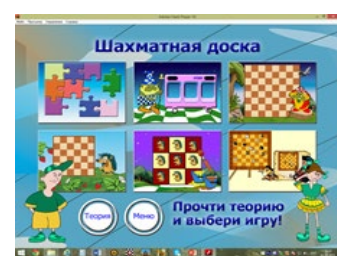 Шахматная доска
Теория
Меню
Прочти теорию
и выбери игру!